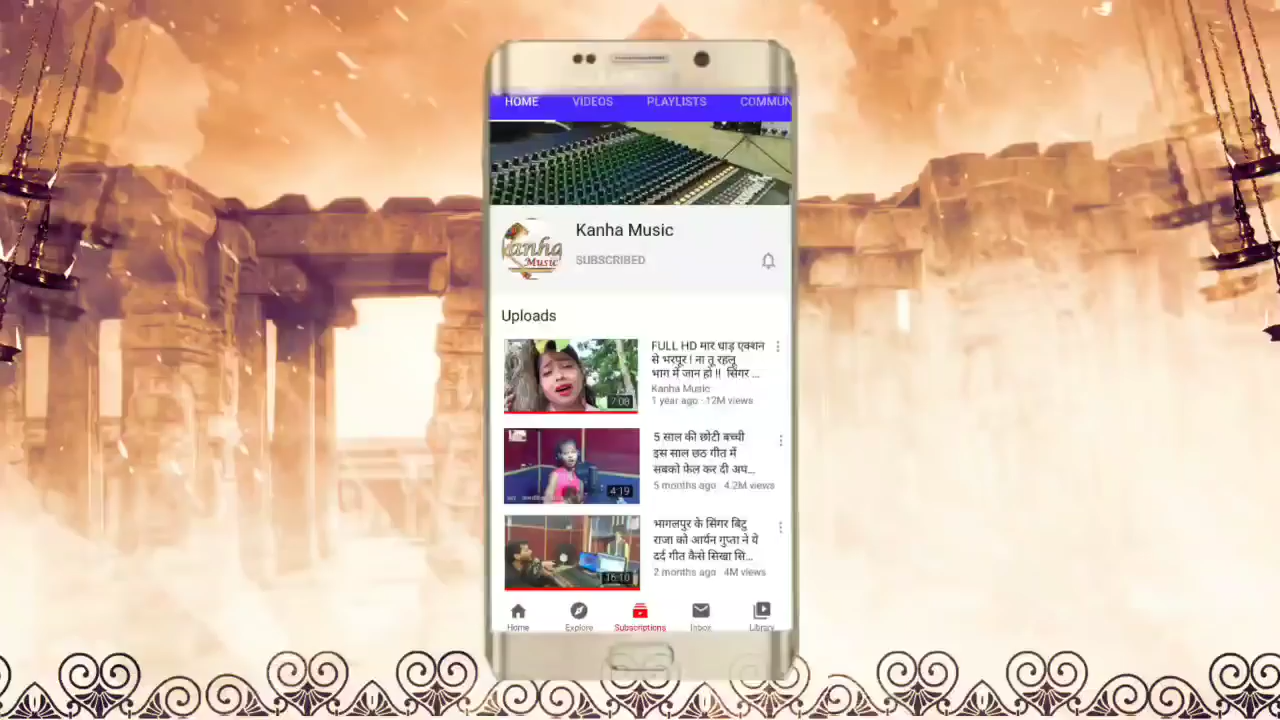 HOME VIDEOS PLAYLISTS COMMUN
Kanha Music
SUBSCRIBED
kanha
Music
Uploads
FULL HD मार धाड़ एक्शन
से भरपूर ! ना तू रहलू
भाग में जान हो !! सिंगर ...
Kanha Music
1 year ago · 12M views
7:08
5 साल की छोटी बच्ची
इस साल छठ गीत में
सबको फेल कर दी अप...
5 months ago · 4.2M views
4:19
भागलपुर के सिंगर बिटु
राजा को आर्यन गुप्ता ने ये
दर्द गीत कैसे सिखा सि...
2 months ago · 4M views
16:10
Home Explore Subscriptions Inbox Library